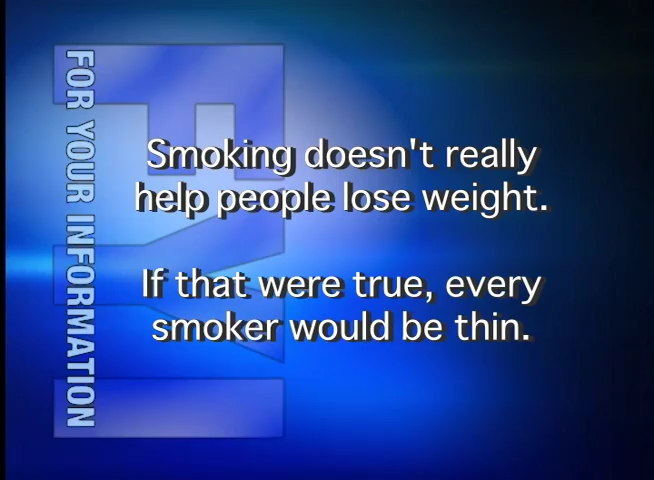 FOR YOUR INFORMATION
FYI
Smoking doesn't really
help people lose weight.
If that were true, every
smoker would be thin.